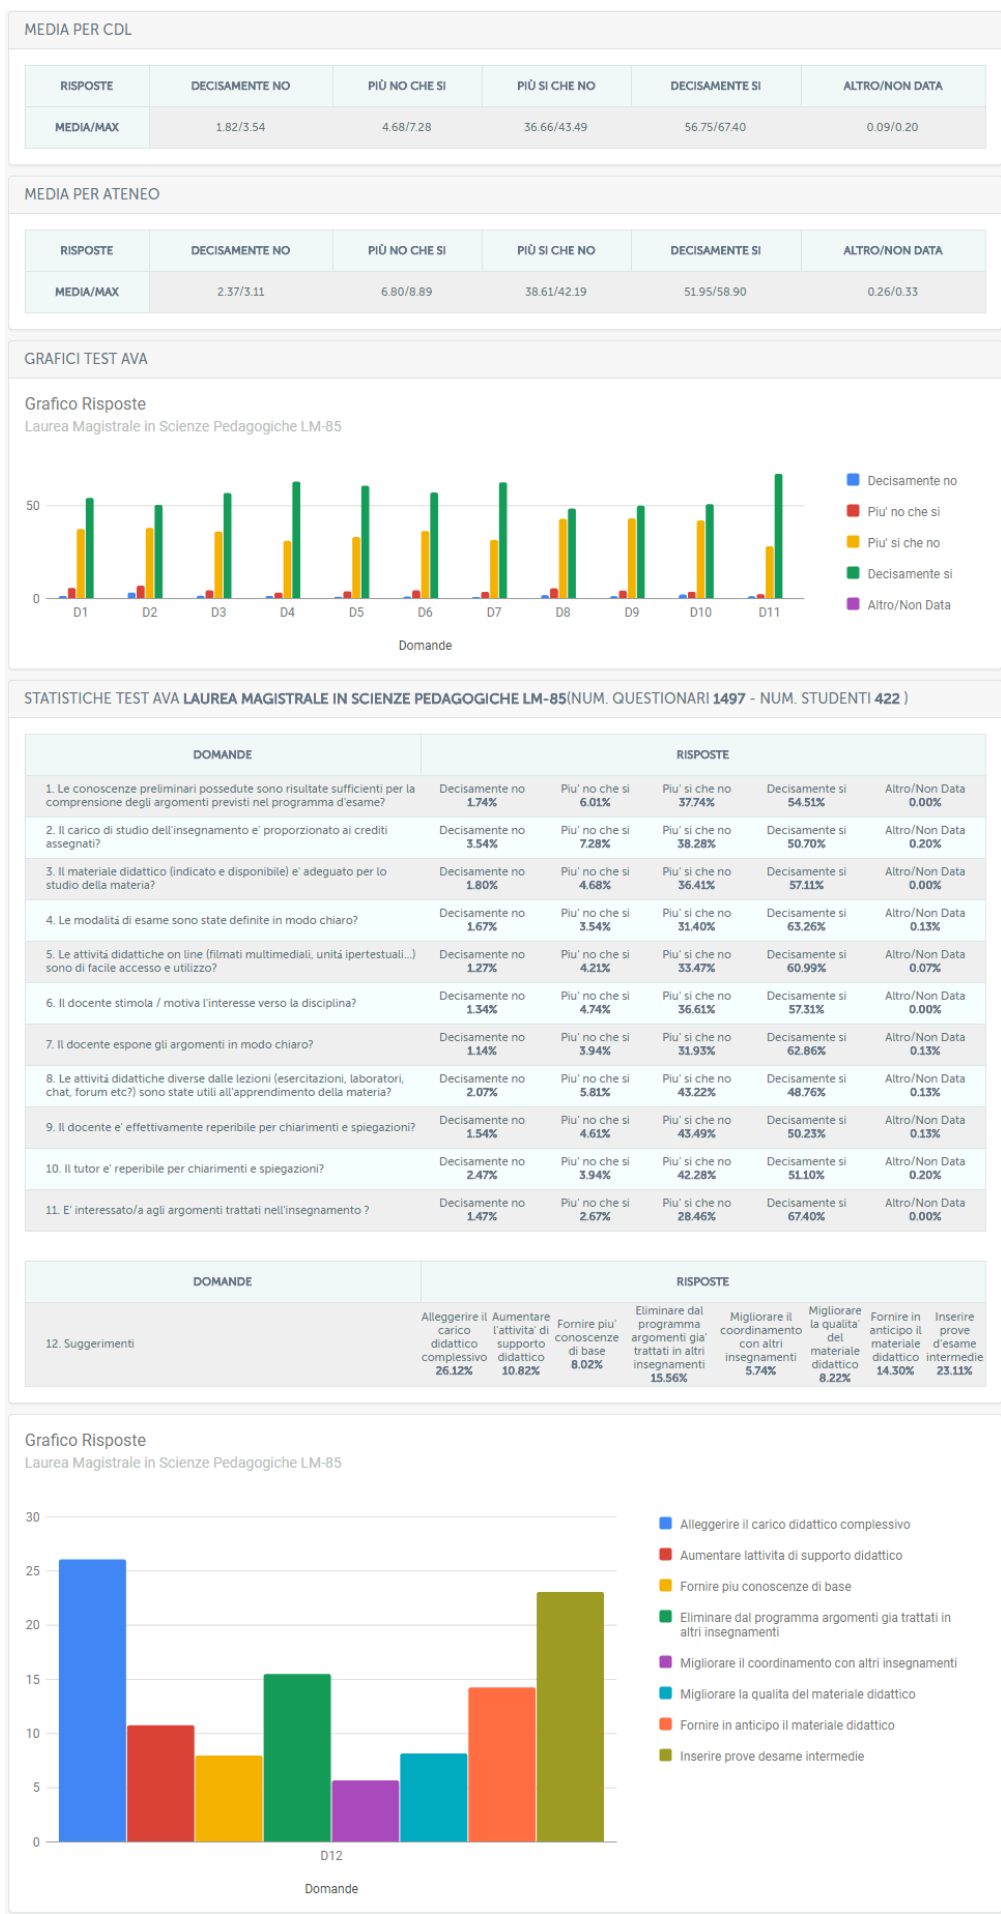 MEDIA PER CDL
RISPOSTE DECISAMENTE NO PIÙ NO CHE SI PIÙ SI CHE NO DECISAMENTE SI ALTRO/NON DATA
MEDIA/MAX 1.82/3.54 4.68/7.28 36.66/43.49 56.75/67.40 0.09/0.20
MEDIA PER ATENEO
RISPOSTE DECISAMENTE NO PIÙ NO CHE SI PIÙ SI CHE NO DECISAMENTE SI ALTRO/NON DATA
MEDIA/MAX 2.37/3.11 6.80/8.89 38.61/42.19 51.95/58.90 0.26/0.33
GRAFICI TEST AVA
Grafico Risposte
Laurea Magistrale in Scienze Pedagogiche LM-85
50
0
D1 D2 D3 D4 D5 D6 D7 D8 D9 D10 D11
Domande
Decisamente no
Piu' no che si
Piu' si che no
Decisamente si
Altro/Non Data
STATISTICHE TEST AVA LAUREA MAGISTRALE IN SCIENZE PEDAGOGICHE LM-85(NUM. QUESTIONARI 1497 - NUM. STUDENTI 422 )
DOMANDE RISPOSTE
1. Le conoscenze preliminari possedute sono risultate sufficienti per la
comprensione degli argomenti previsti nel programma d'esame?
Decisamente no Piu' no che si Piu' si che no Decisamente si Altro/Non Data
1.74% 6.01% 37.74% 54.51% 0.00%
2. Il carico di studio dell'insegnamento e' proporzionato ai crediti
assegnati?
Decisamente no Piu' no che si Piu' si che no Decisamente si Altro/Non Data
3.54% 7.28% 38.28% 50.70% 0.20%
3. Il materiale didattico (indicato e disponibile) e' adeguato per lo
studio della materia?
Decisamente no Piu' no che si Piu' si che no Decisamente si Altro/Non Data
1.80% 4.68% 36.41% 57.11% 0.00%
4. Le modalitá di esame sono state definite in modo chiaro?
Decisamente no Piu' no che si Piu' si che no Decisamente si Altro/Non Data
1.67% 3.54% 31.40% 63.26% 0.13%
5. Le attivitá didattiche on line (filmati multimediali, unitá ipertestuali...)
sono di facile accesso e utilizzo?
Decisamente no Piu' no che si Piu' si che no Decisamente si Altro/Non Data
1.27% 4.21% 33.47% 60.99% 0.07%
6. Il docente stimola / motiva l'interesse verso la disciplina?
Decisamente no Piu' no che si Piu' si che no Decisamente si Altro/Non Data
1.34% 4.74% 36.61% 57.31% 0.00%
7. Il docente espone gli argomenti in modo chiaro?
Decisamente no Piu' no che si Piu' si che no Decisamente si Altro/Non Data
1.14% 3.94% 31.93% 62.86% 0.13%
8. Le attivitá didattiche diverse dalle lezioni (esercitazioni, laboratori,
chat, forum etc?) sono state utili all'apprendimento della materia?
Decisamente no Piu' no che si Piu' si che no Decisamente si Altro/Non Data
2.07% 5.81% 43.22% 48.76% 0.13%
9. Il docente e' effettivamente reperibile per chiarimenti e spiegazioni?
Decisamente no Piu' no che si Piu' si che no Decisamente si Altro/Non Data
1.54% 4.61% 43.49% 50.23% 0.13%
10. Il tutor e' reperibile per chiarimenti e spiegazioni?
Decisamente no Piu' no che si Piu' si che no Decisamente si Altro/Non Data
2.47% 3.94% 42.28% 51.10% 0.20%
11. E' interessato/a agli argomenti trattati nell'insegnamento ?
Decisamente no Piu' no che si Piu' si che no Decisamente si Altro/Non Data
1.47% 2.67% 28.46% 67.40% 0.00%
DOMANDE RISPOSTE
12. Suggerimenti
Alleggerire il
carico
didattico
complessivo
26.12%
Aumentare
l'attivita' di
supporto
didattico
10.82%
Fornire piu'
conoscenze
di base
8.02%
Eliminare dal
programma
argomenti gia'
trattati in altri
insegnamenti
15.56%
Migliorare il
coordinamento
con altri
insegnamenti
5.74%
Migliorare
la qualita'
del
materiale
didattico
8.22%
Fornire in
anticipo il
materiale
didattico
14.30%
Inserire
prove
d'esame
intermedie
23.11%
Grafico Risposte
Laurea Magistrale in Scienze Pedagogiche LM-85
30
25
20
15
10
5
0
D12
Domande
Alleggerire il carico didattico complessivo
Aumentare lattivita di supporto didattico
Fornire piu conoscenze di base
Eliminare dal programma argomenti gia trattati in
altri insegnamenti
Migliorare il coordinamento con altri insegnamenti
Migliorare la qualita del materiale didattico
Fornire in anticipo il materiale didattico
Inserire prove desame intermedie